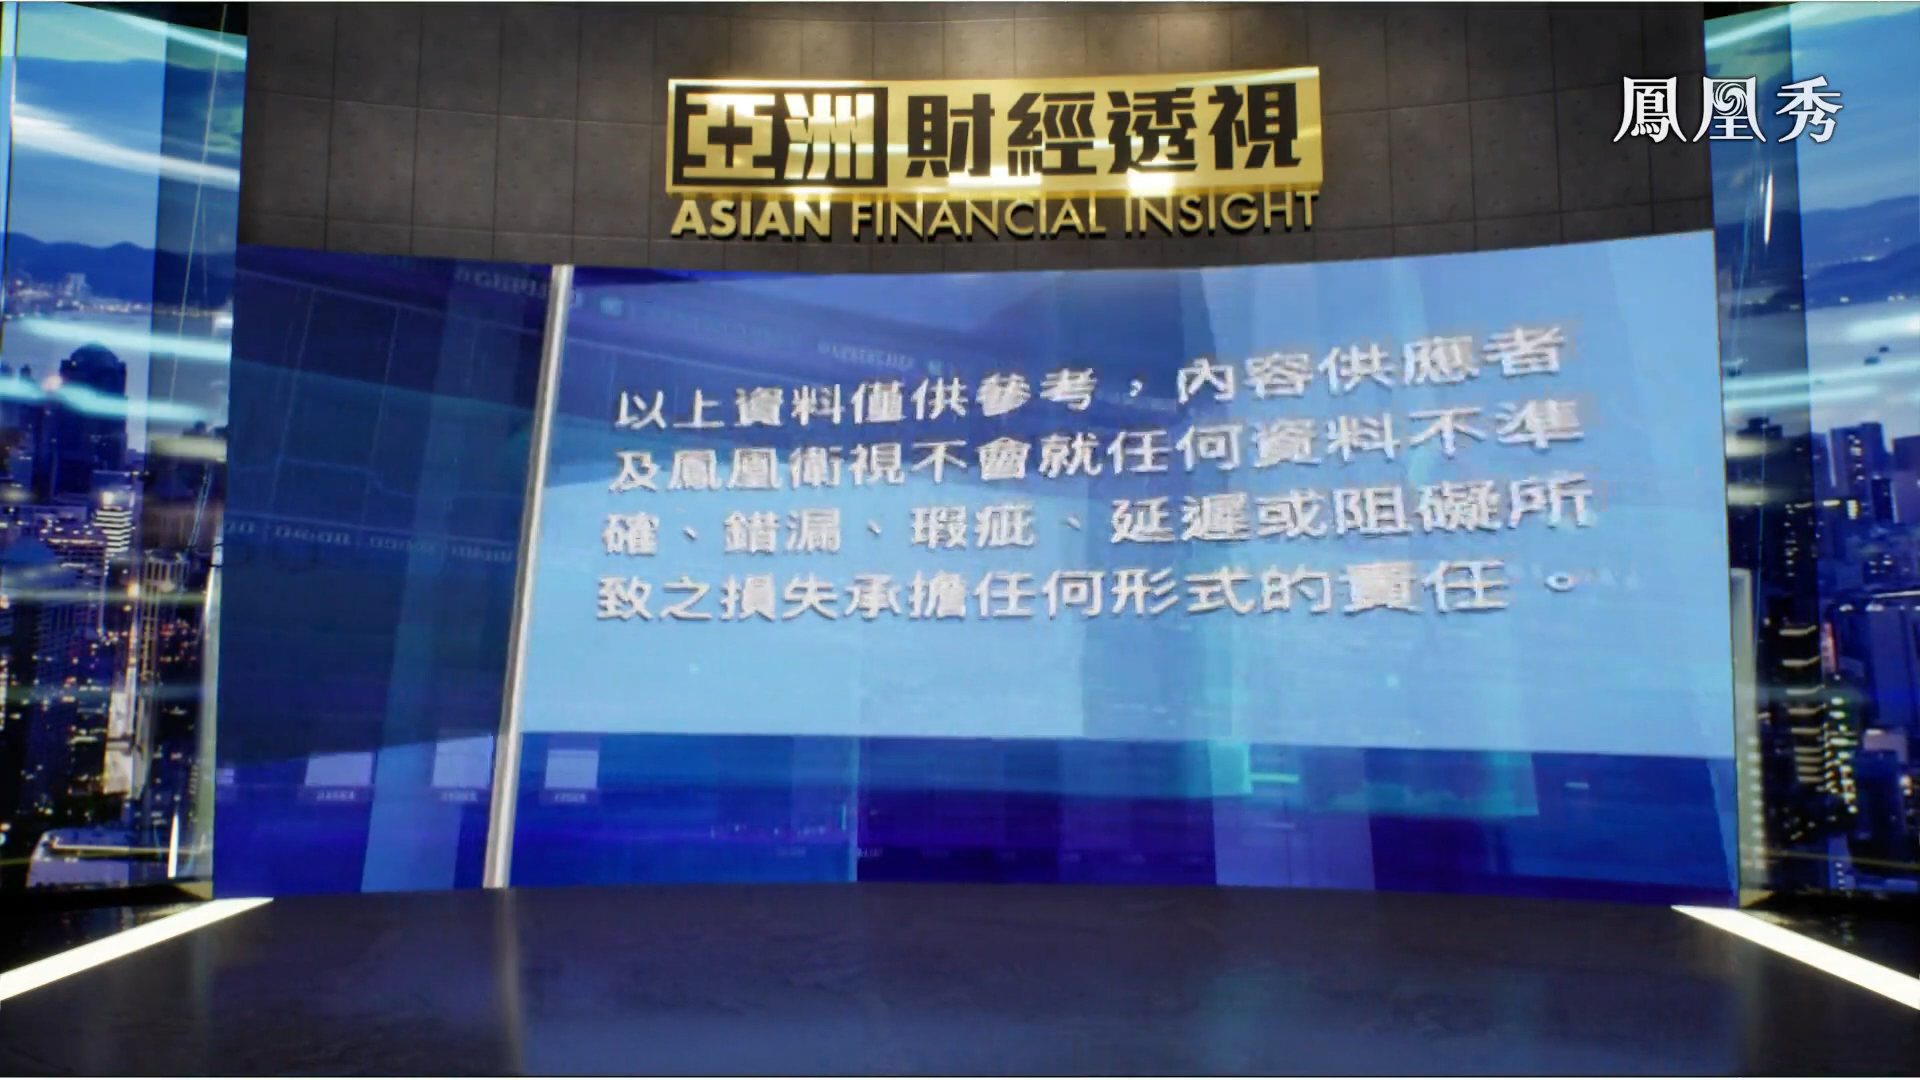 亞洲財經透視
ASIAN FINANCIAL INSIGHT
鳳凰秀
以上資料僅供參考，內容供應者
及鳳凰衛視不會就任何資料不準
確、錯漏、瑕疵、延遲或阻礙所
致之損失承擔任何形式的責任。